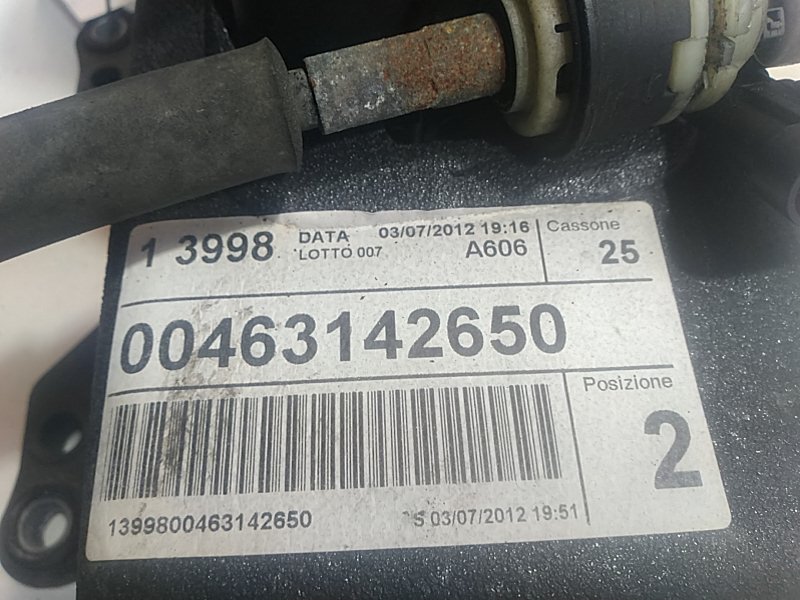 1 3998 DATA 03/07/2012 19:16 Cassone
LOTTO 007 A606 25
00463142650
Posizione
2
1399800463142650 03/07/2012 19:51